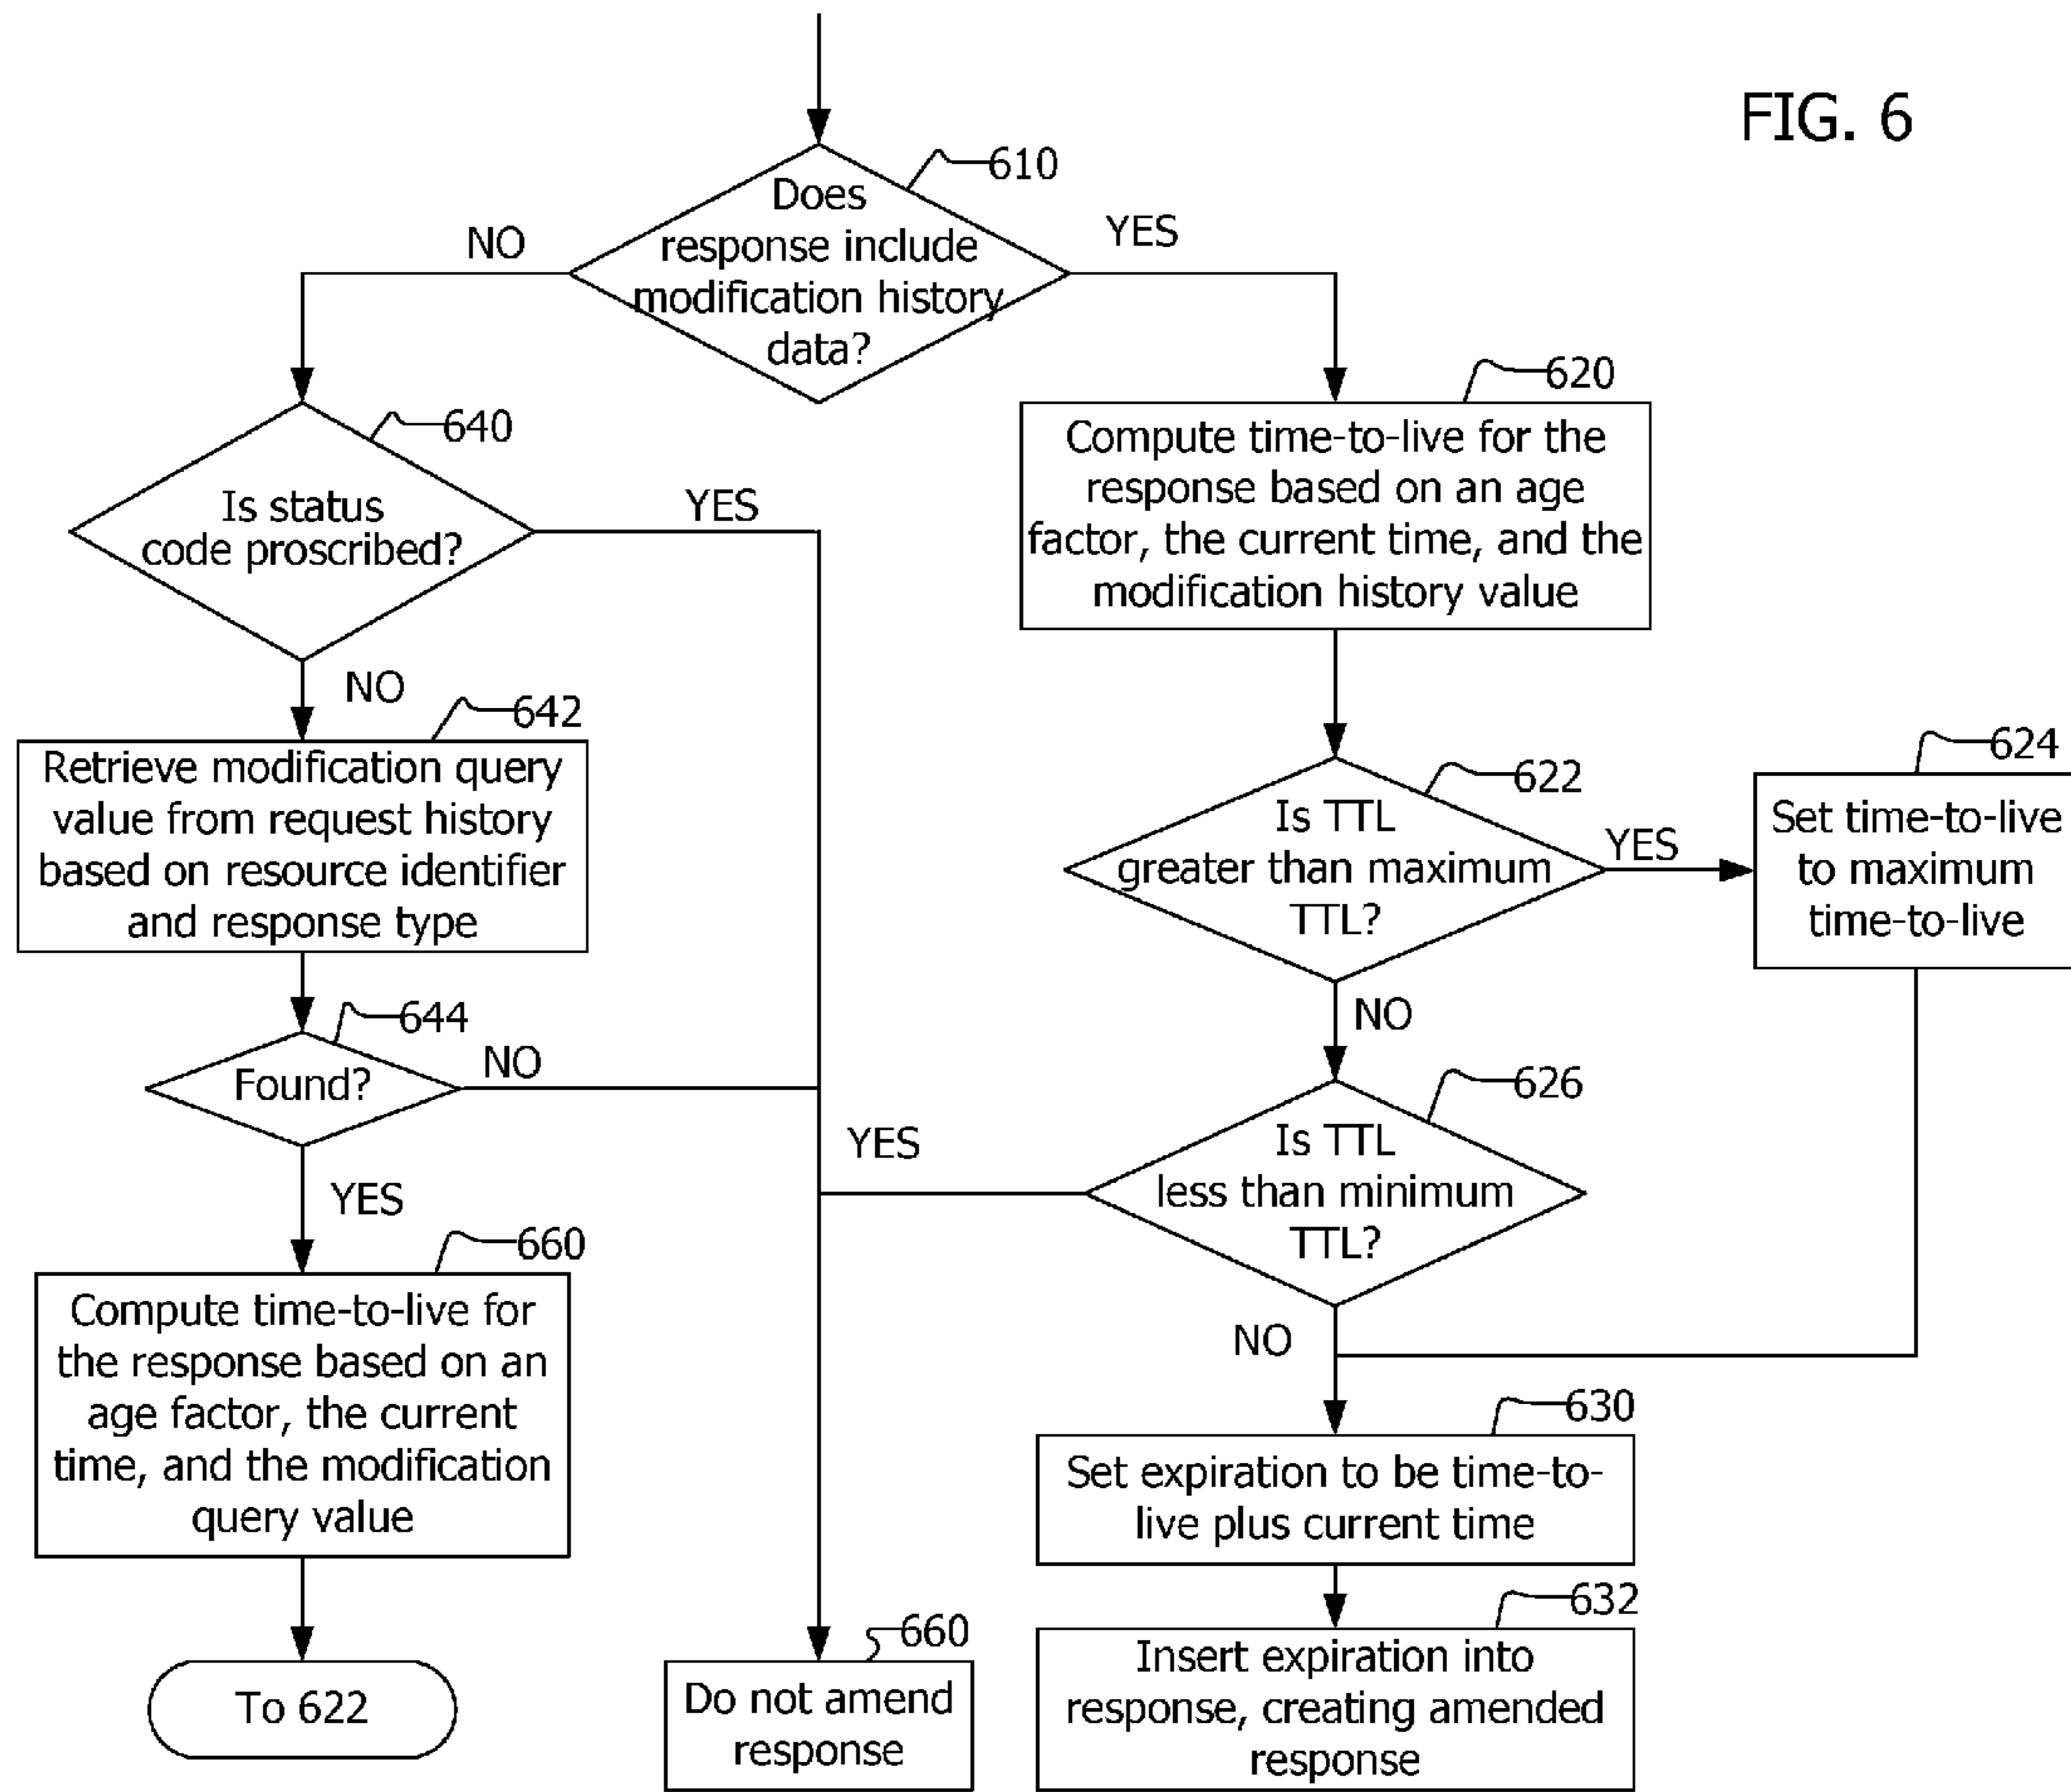 FIG. 6
610
Does
response include
modification history
data?
NO
YES
640
Is status
code proscribed?
YES
NO
620
Compute time-to-live for the
response based on an age
factor, the current time, and the
modification history value
642
Retrieve modification query
value from request history
based on resource identifier
and response type
622
Is TTL
greater than maximum
TTL?
YES
NO
624
Set time-to-live
to maximum
time-to-live
644
Found?
NO
YES
626
Is TTL
less than minimum
TTL?
YES
NO
660
Compute time-to-live for
the response based on an
age factor, the current
time, and the modification
query value
To 622
660
Do not amend
response
630
Set expiration to be time-to-
live plus current time
632
Insert expiration into
response, creating amended
response